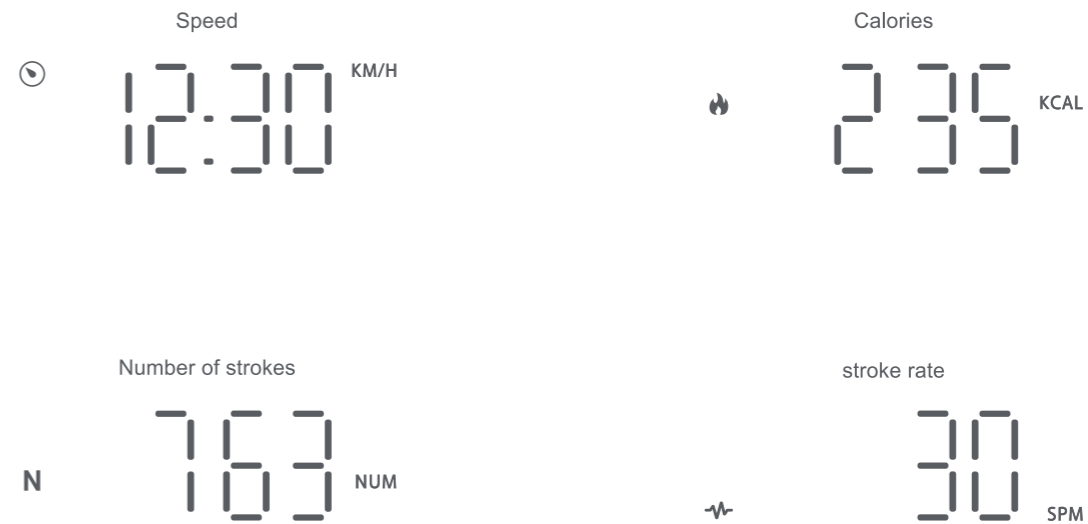 Speed
12:30 KM/H
Calories
235 KCAL
Number of strokes
N 763 NUM
stroke rate
30 SPM